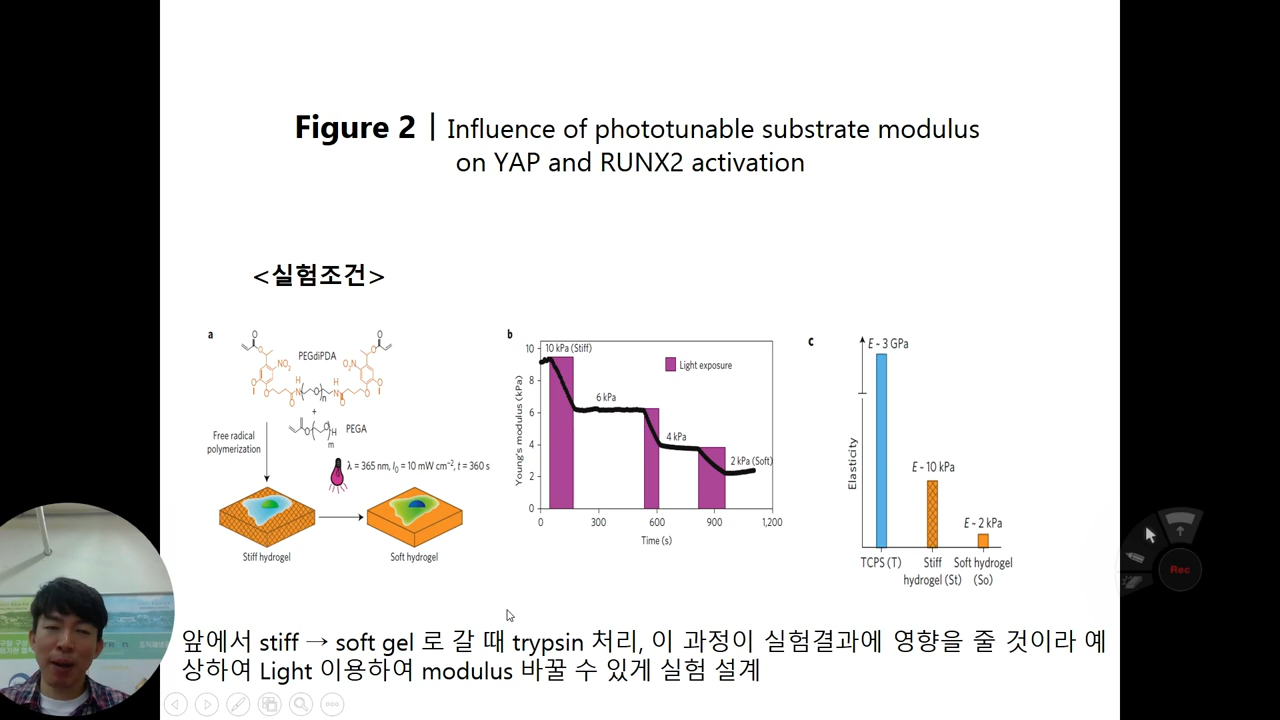 Figure 2 | Influence of phototunable substrate modulus
on YAP and RUNX2 activation
<실험조건>
a
O
O
O
O
PEGdiPDA
NO2
O2N
O
O
H
N
O
n
N
H
O
O
O
O
O
+
O
O
O
H
m
PEGA
Free radical
polymerization
λ = 365 nm, I0 = 10 mW cm−2, t = 360 s
Stiff hydrogel
Soft hydrogel
b
Young's modulus (kPa)
10
8
6
4
2
0
10 kPa (Stiff)
Light exposure
6 kPa
4 kPa
2 kPa (Soft)
0
300
600
900
1,200
Time (s)
c
Elasticity
E ~ 3 GPa
E ~ 10 kPa
E ~ 2 kPa
TCPS (T)
Stiff
hydrogel (St)
Soft hydrogel
(So)
Rec
앞에서 stiff → soft gel 로 갈 때 trypsin 처리, 이 과정이 실험결과에 영향을 줄 것이라 예
상하여 Light 이용하여 modulus 바꿀 수 있게 실험 설계